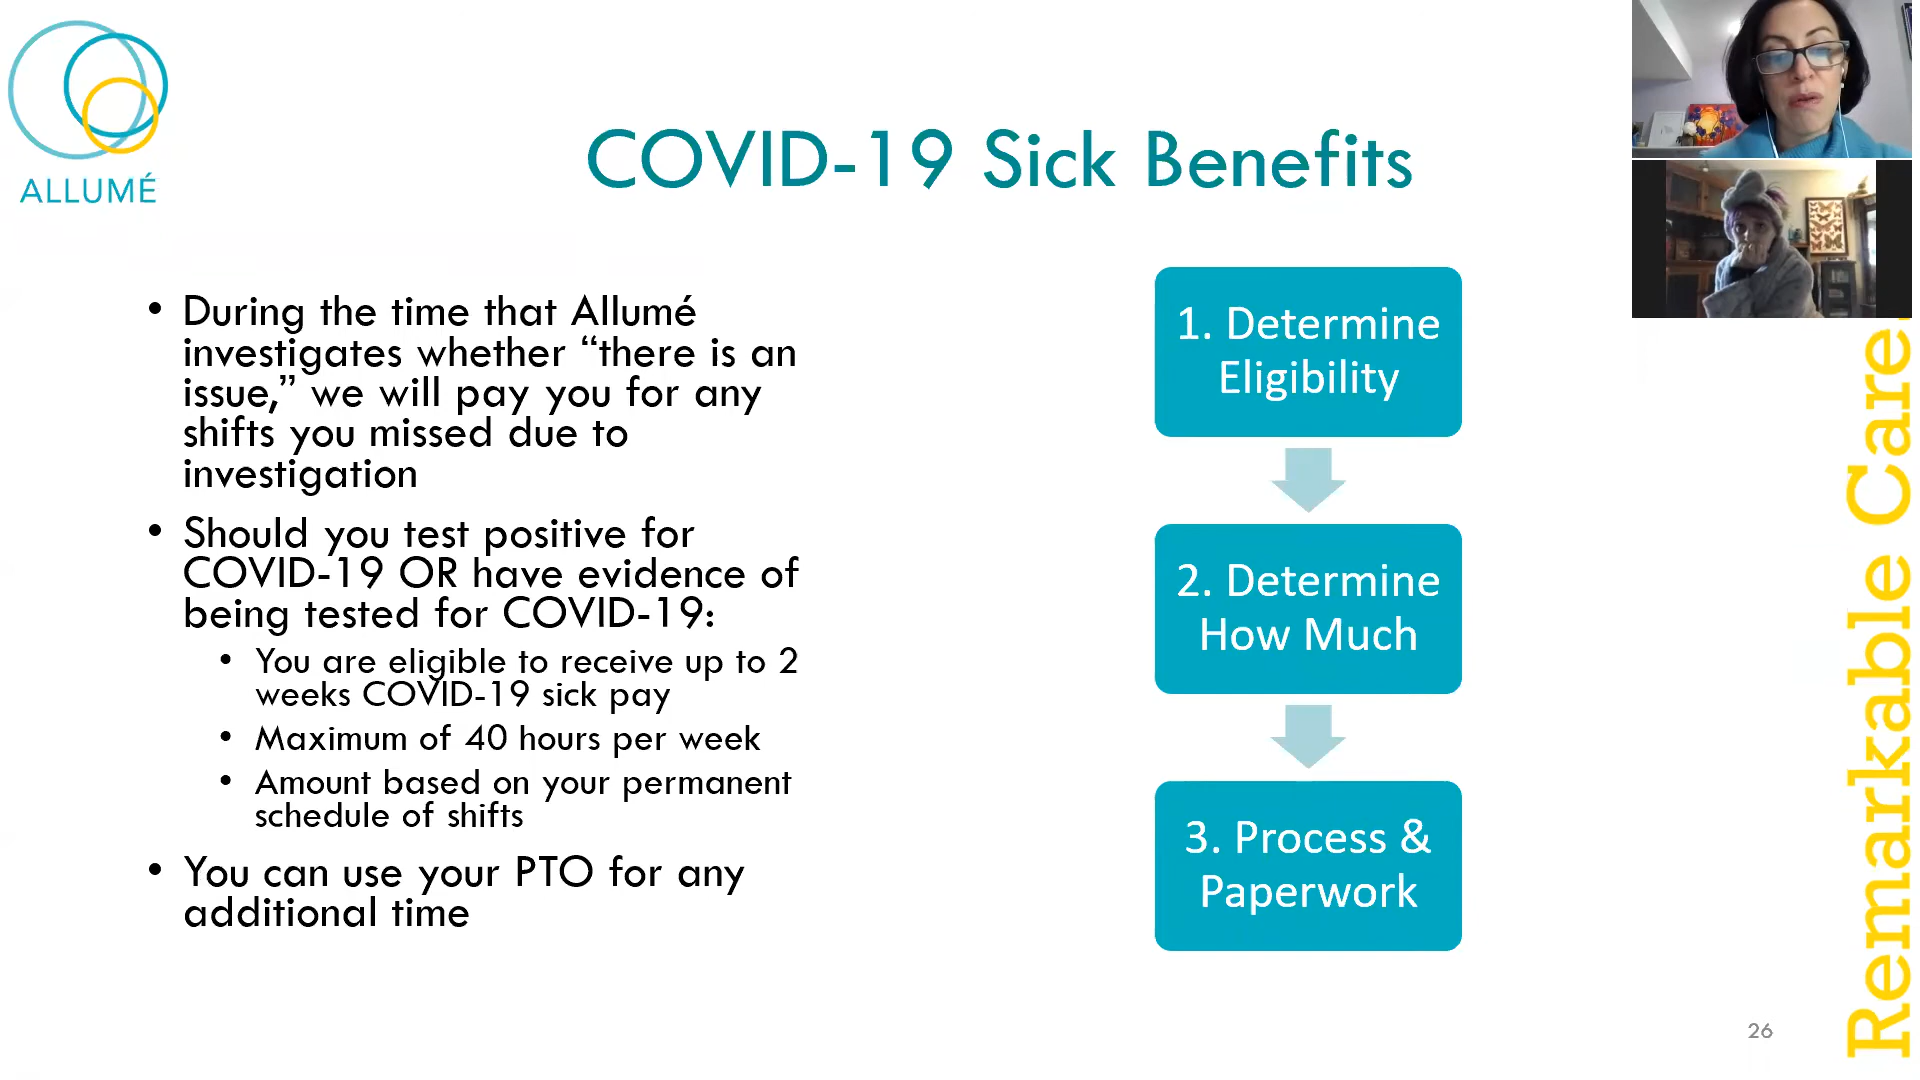 ALLUMÉ
COVID-19 Sick Benefits
• During the time that Allumé
investigates whether “there is an
issue,” we will pay you for any
shifts you missed due to
investigation
• Should you test positive for
COVID-19 OR have evidence of
being tested for COVID-19:
• You are eligible to receive up to 2
weeks COVID-19 sick pay
• Maximum of 40 hours per week
• Amount based on your permanent
schedule of shifts
• You can use your PTO for any
additional time
1. Determine
Eligibility
2. Determine
How Much
3. Process &
Paperwork
Remarkable Care.
26